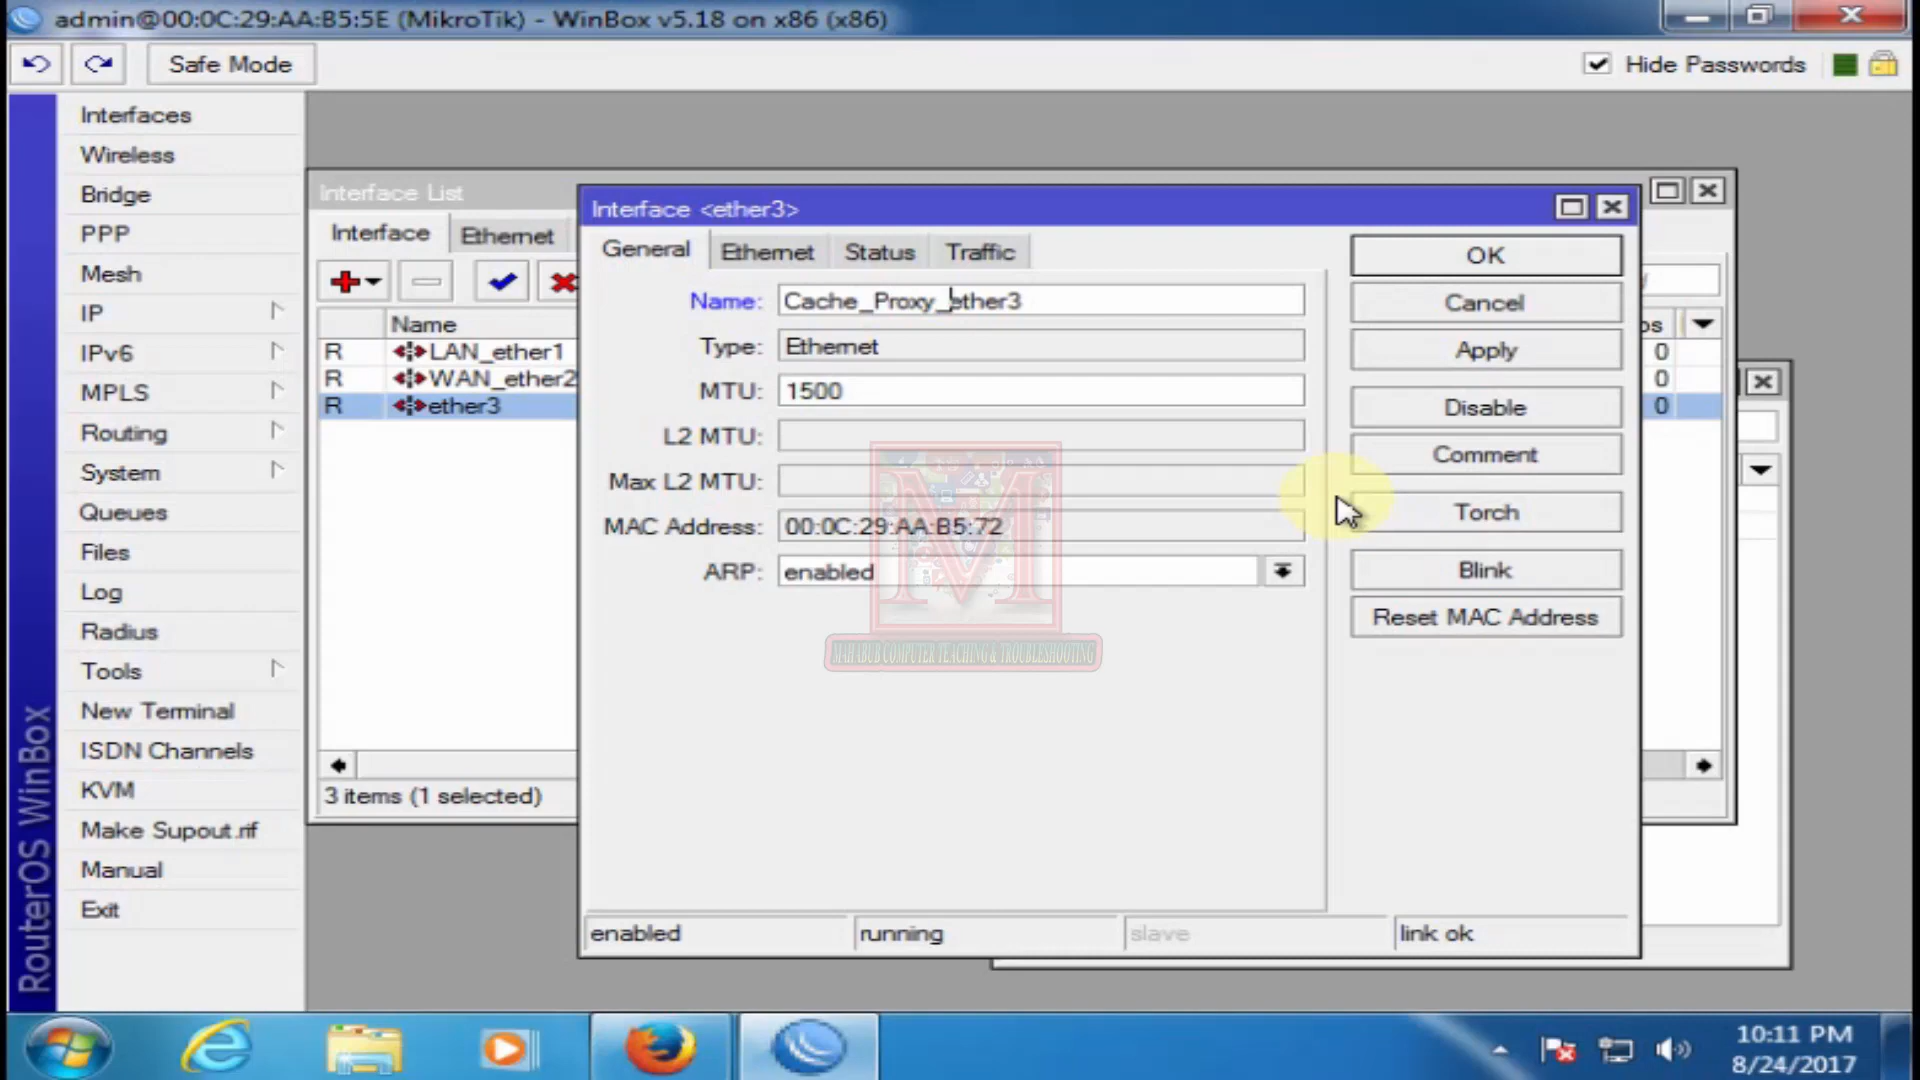 admin@00:0C:29:AA:B5:5E (MikroTik) - WinBox v5.18 on x86 (x86)
Safe Mode
Hide Passwords
Interfaces
Wireless
Bridge
PPP
Mesh
IP
IPv6
MPLS
Routing
System
Queues
Files
Log
Radius
Tools
New Terminal
ISDN Channels
KVM
Make Supout.rif
Manual
Exit
RouterOS WinBox
Interface List
Interface Ethernet
Name
R LAN_ether1 0
R WAN_ether2 0
R ether3 0
3 items (1 selected)
Interface <ether3>
General Ethernet Status Traffic
Name: Cache_Proxy_ether3
Type: Ethernet
MTU: 1500
L2 MTU:
Max L2 MTU:
MAC Address: 00:0C:29:AA:B5:72
ARP: enabled
OK
Cancel
Apply
Disable
Comment
Torch
Blink
Reset MAC Address
enabled running slave link ok
M
MAHABUB COMPUTER TEACHING & TROUBLESHOOTING
10:11 PM
8/24/2017